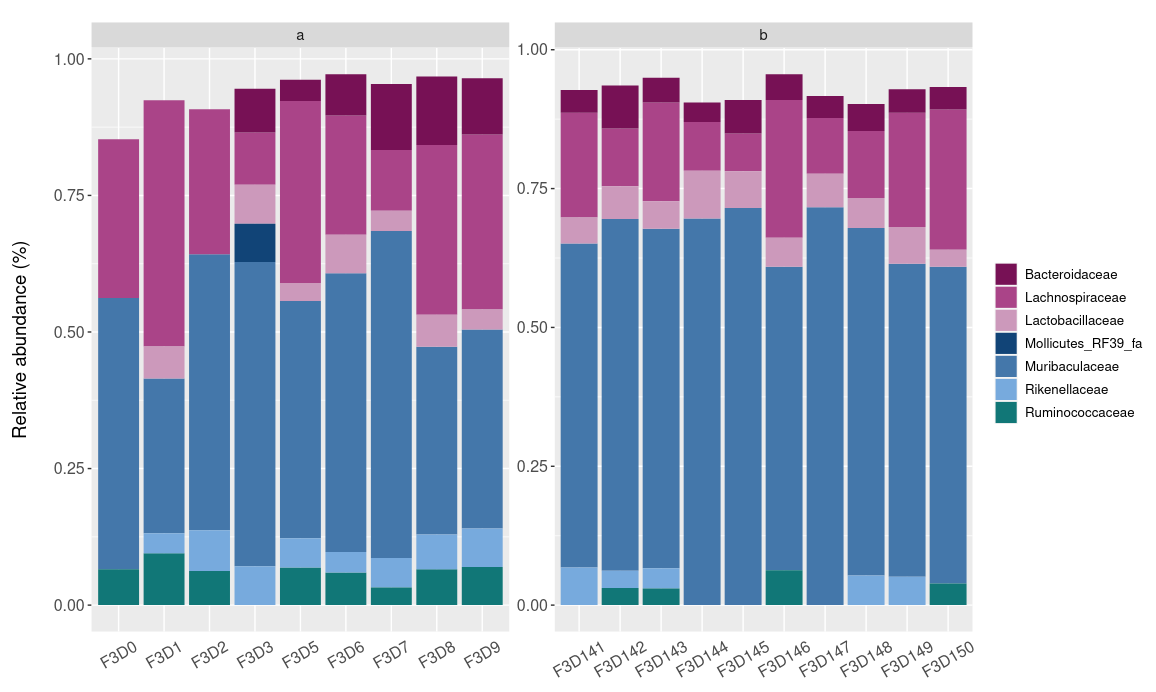 a
b
Relative abundance (%)
1.00
0.75
0.50
0.25
0.00
1.00
0.75
0.50
0.25
0.00
F3D0
F3D1
F3D2
F3D3
F3D5
F3D6
F3D7
F3D8
F3D9
F3D141
F3D142
F3D143
F3D144
F3D145
F3D146
F3D147
F3D148
F3D149
F3D150
Bacteroidaceae
Lachnospiraceae
Lactobacillaceae
Mollicutes_RF39_fa
Muribaculaceae
Rikenellaceae
Ruminococcaceae